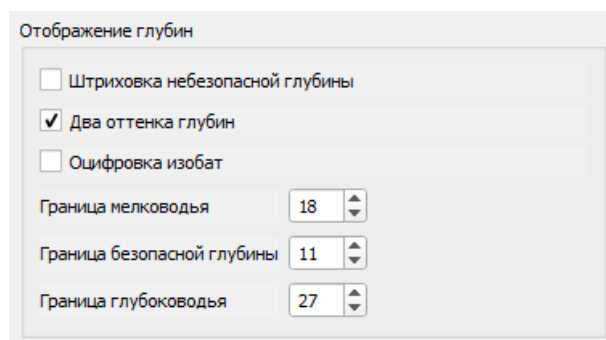 Отображение глубин
Штриховка небезопасной глубины
Два оттенка глубин
Оцифровка изобат
Граница мелководья 18
Граница безопасной глубины 11
Граница глубоководья 27